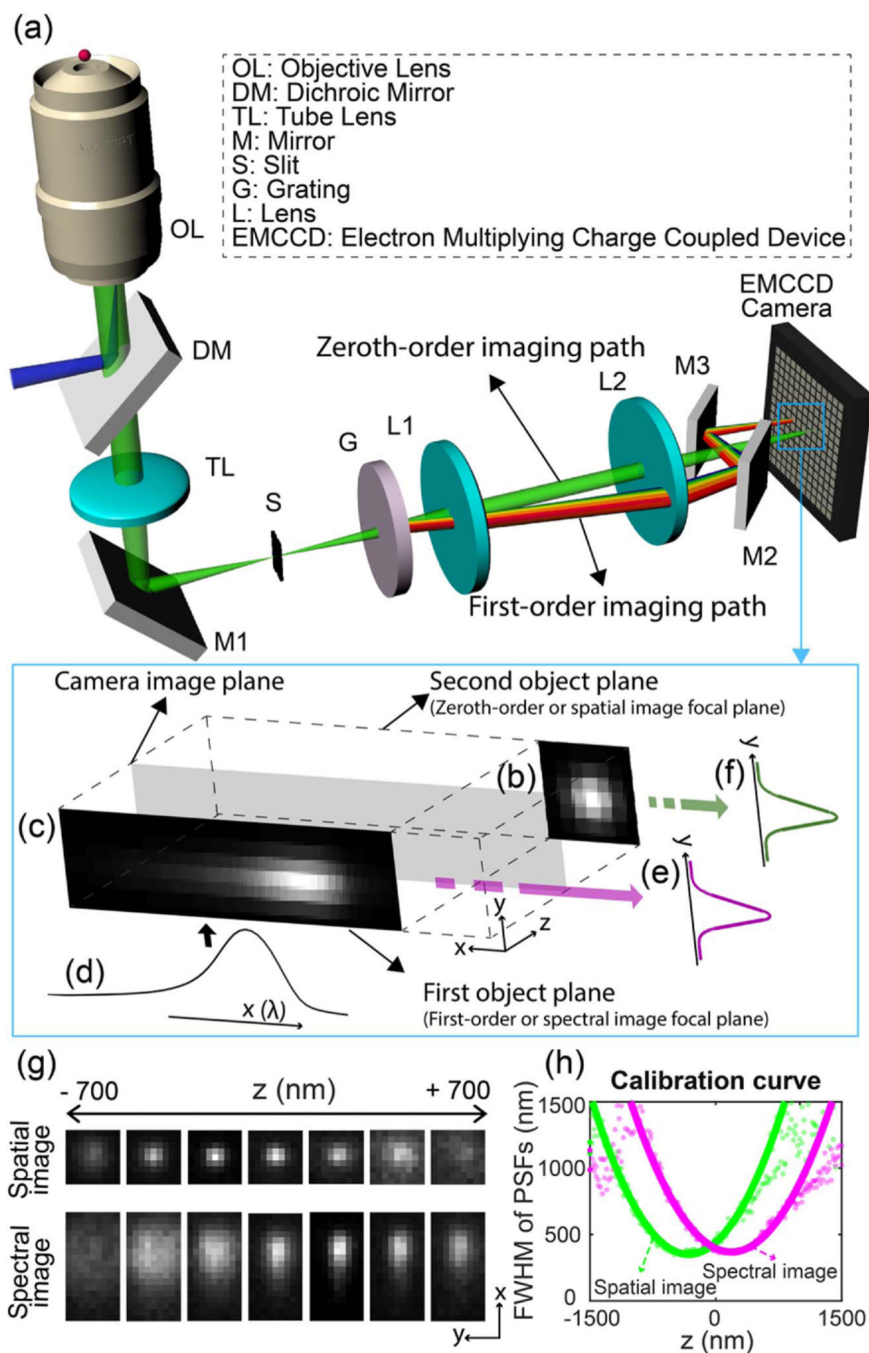 (a)
OL: Objective Lens
DM: Dichroic Mirror
TL: Tube Lens
M: Mirror
S: Slit
G: Grating
L: Lens
EMCCD: Electron Multiplying Charge Coupled Device
OL
EMCCD
Camera
DM
Zeroth-order imaging path
M3
L2
L1
G
TL
S
M2
First-order imaging path
M1
Camera image plane
Second object plane
(Zeroth-order or spatial image focal plane)
(b)
y
(f)
(c)
(e)
y
y
z
x
(d)
x (λ)
First object plane
(First-order or spectral image focal plane)
(g)
- 700
z (nm)
+ 700
Spatial
image
Spectral
image
x
y
(h)
Calibration curve
FWHM of PSFs (nm)
1500
1000
500
0
Spatial image
Spectral image
-1500
0
1500
z (nm)